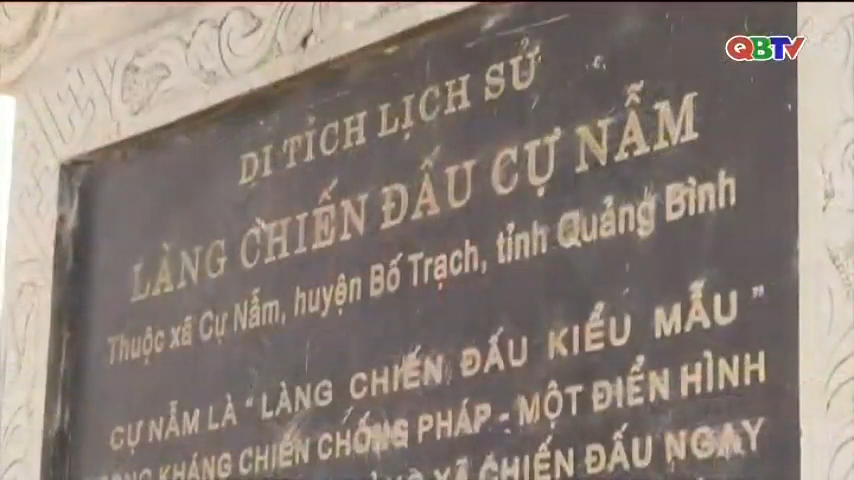 QBTV
DI TÍCH LỊCH SỬ
LÀNG CHIẾN ĐẤU CỰ NẪM
Thuộc xã Cự Nẫm, huyện Bố Trạch, tỉnh Quảng Bình
CỰ NẪM LÀ "LÀNG CHIẾN ĐẤU KIỂU MẪU"
KHÁNG CHIẾN CHỐNG PHÁP - MỘT ĐIỂN HÌNH
XÃ CHIẾN ĐẤU NGAY